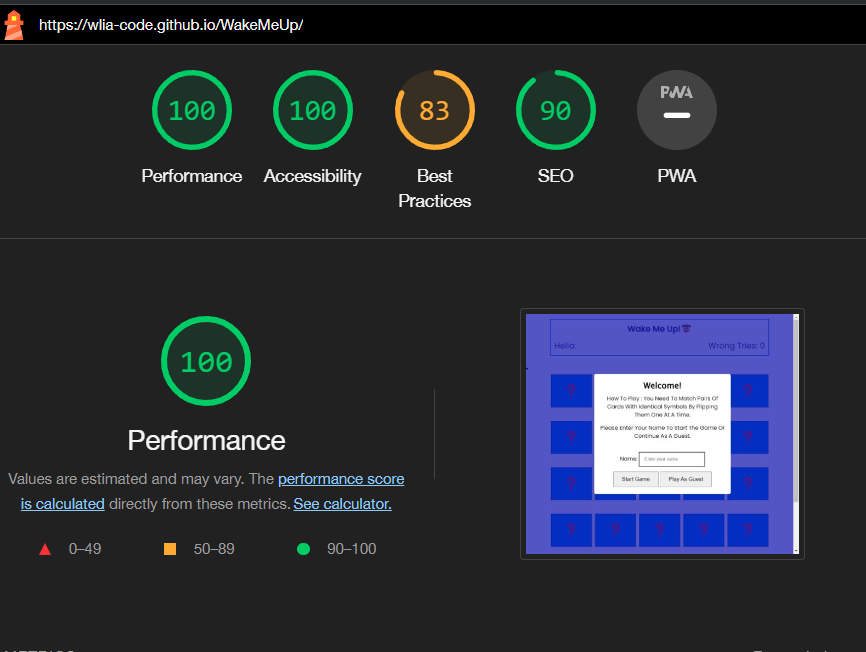 https://wlia-code.github.io/WakeMeUp/
100
100
83
90
PWA
Performance
Accessibility
Best
Practices
SEO
PWA
100
Performance
Values are estimated and may vary. The performance score
is calculated directly from these metrics. See calculator.
0–49
50–89
90–100
Wake Me Up!
Hello:
Wrong Tries: 0
Welcome!
How To Play : You Need To Match Pairs Of
Cards With Identical Symbols By Flipping
Them One At A Time.
Please Enter Your Name To Start The Game Or
Continue As A Guest.
Name:
Enter your name
Start Game
Play As Guest
? ?
? ?
? ?
? ? ? ? ?